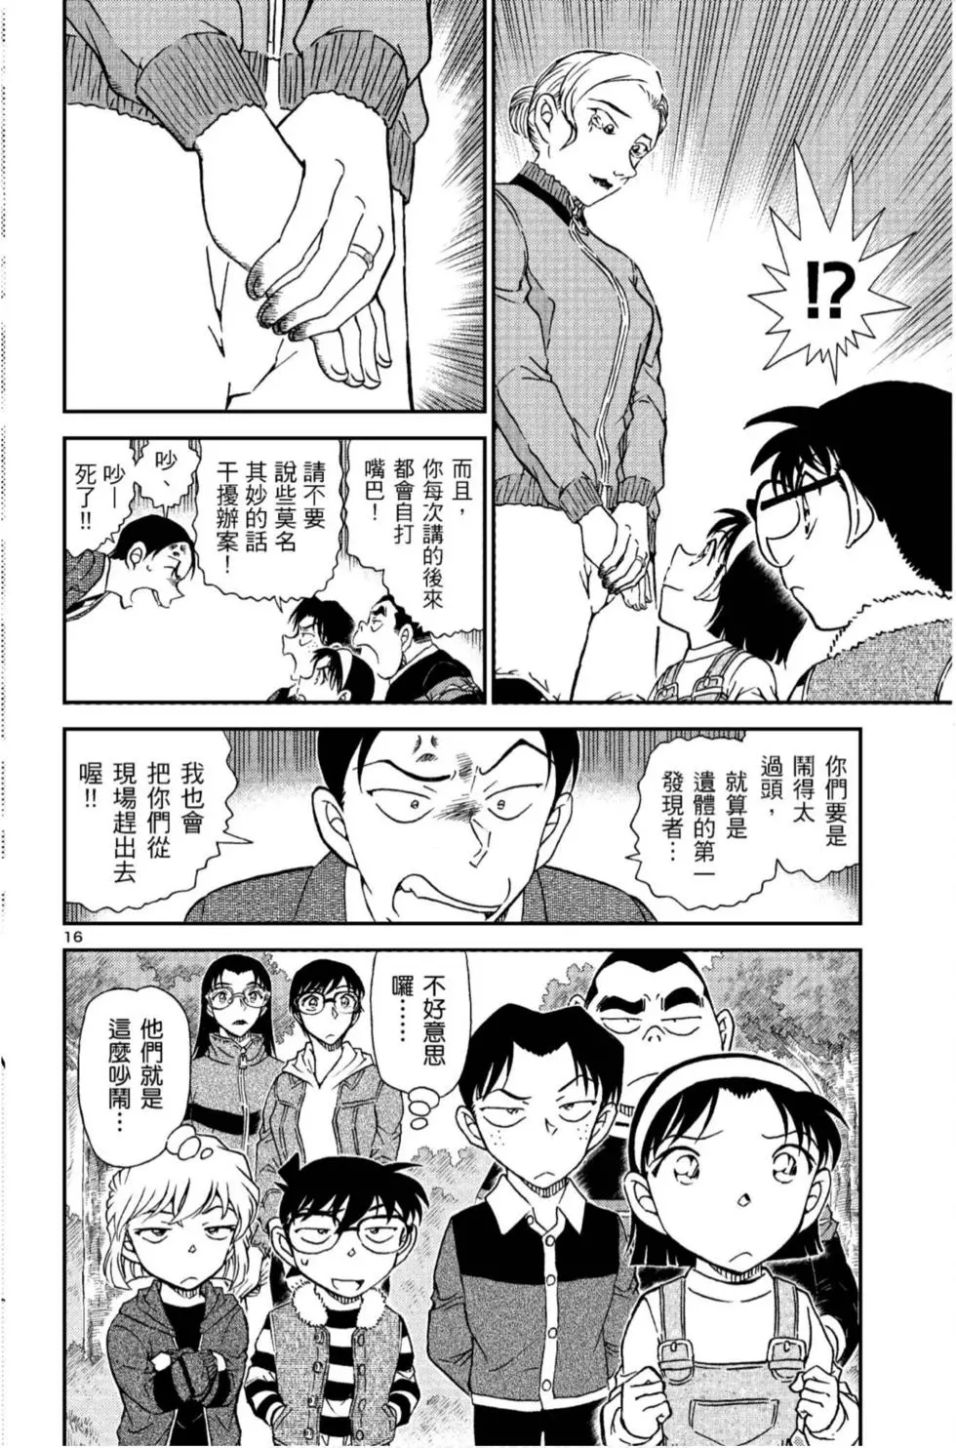 !?
而且，
你每次講的後來
都會自打
嘴巴！
請不要
說些莫名
其妙的話
干擾辦案！
吵、
吵—
死了!!
你們要是
鬧得太
過頭，
就算是
遺體的第一
發現者…
我也會
把你們從
現場趕出去
喔!!
16
不好意思
囉……
他們就是
這麼吵鬧…